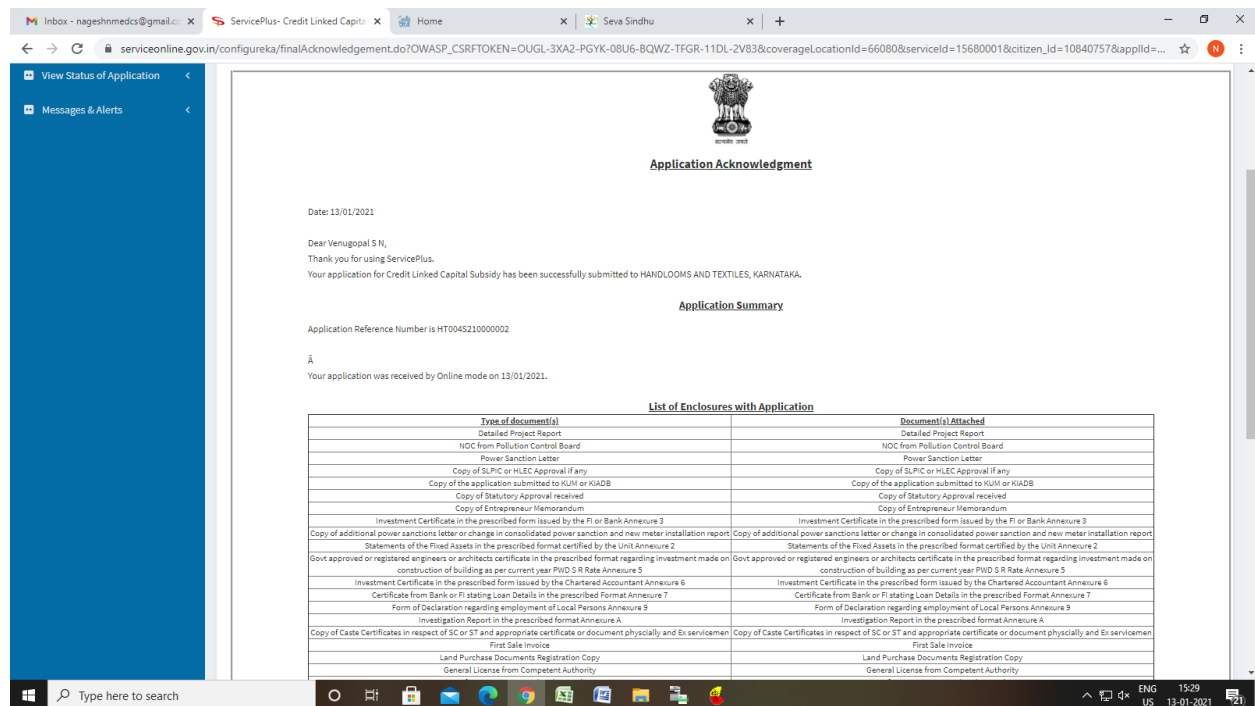 Inbox - nageshnmedcs@gmail.c
ServicePlus- Credit Linked Capita
Home
Seva Sindhu
serviceonline.gov.in/configureka/finalAcknowledgement.do?OWASP_CSRFTOKEN=OUGL-3XA2-PGYK-08U6-BQWZ-TFGR-11DL-2V83&coverageLocationId=66080&serviceId=15680001&citizen_Id=10840757&applId=...
N
View Status of Application
Messages & Alerts
सत्यमेव जयते
Application Acknowledgment
Date: 13/01/2021
Dear Venugopal S N,
Thank you for using ServicePlus.
Your application for Credit Linked Capital Subsidy has been successfully submitted to HANDLOOMS AND TEXTILES, KARNATAKA.
Application Summary
Application Reference Number is HT004S210000002
Â
Your application was received by Online mode on 13/01/2021.
List of Enclosures with Application
Type of document(s) Document(s) Attached
Detailed Project Report Detailed Project Report
NOC from Pollution Control Board NOC from Pollution Control Board
Power Sanction Letter Power Sanction Letter
Copy of SLPIC or HLEC Approval if any Copy of SLPIC or HLEC Approval if any
Copy of the application submitted to KUM or KIADB Copy of the application submitted to KUM or KIADB
Copy of Statutory Approval received Copy of Statutory Approval received
Copy of Entrepreneur Memorandum Copy of Entrepreneur Memorandum
Investment Certificate in the prescribed form issued by the FI or Bank Annexure 3 Investment Certificate in the prescribed form issued by the FI or Bank Annexure 3
Copy of additional power sanctions letter or change in consolidated power sanction and new meter installation report Copy of additional power sanctions letter or change in consolidated power sanction and new meter installation report
Statements of the Fixed Assets in the prescribed format certified by the Unit Annexure 2 Statements of the Fixed Assets in the prescribed format certified by the Unit Annexure 2
Govt approved or registered engineers or architects certificate in the prescribed format regarding investment made on Govt approved or registered engineers or architects certificate in the prescribed format regarding investment made on
construction of building as per current year PWD S R Rate Annexure 5 construction of building as per current year PWD S R Rate Annexure 5
Investment Certificate in the prescribed form issued by the Chartered Accountant Annexure 6 Investment Certificate in the prescribed form issued by the Chartered Accountant Annexure 6
Certificate from Bank or FI stating Loan Details in the prescribed Format Annexure 7 Certificate from Bank or FI stating Loan Details in the prescribed Format Annexure 7
Form of Declaration regarding employment of Local Persons Annexure 9 Form of Declaration regarding employment of Local Persons Annexure 9
Investigation Report in the prescribed format Annexure A Investigation Report in the prescribed format Annexure A
Copy of Caste Certificates in respect of SC or ST and appropriate certificate or document physcially and Ex servicemen Copy of Caste Certificates in respect of SC or ST and appropriate certificate or document physcially and Ex servicemen
First Sale Invoice First Sale Invoice
Land Purchase Documents Registration Copy Land Purchase Documents Registration Copy
General License from Competent Authority General License from Competent Authority
Type here to search
ENG 15:29
US 13-01-2021
21